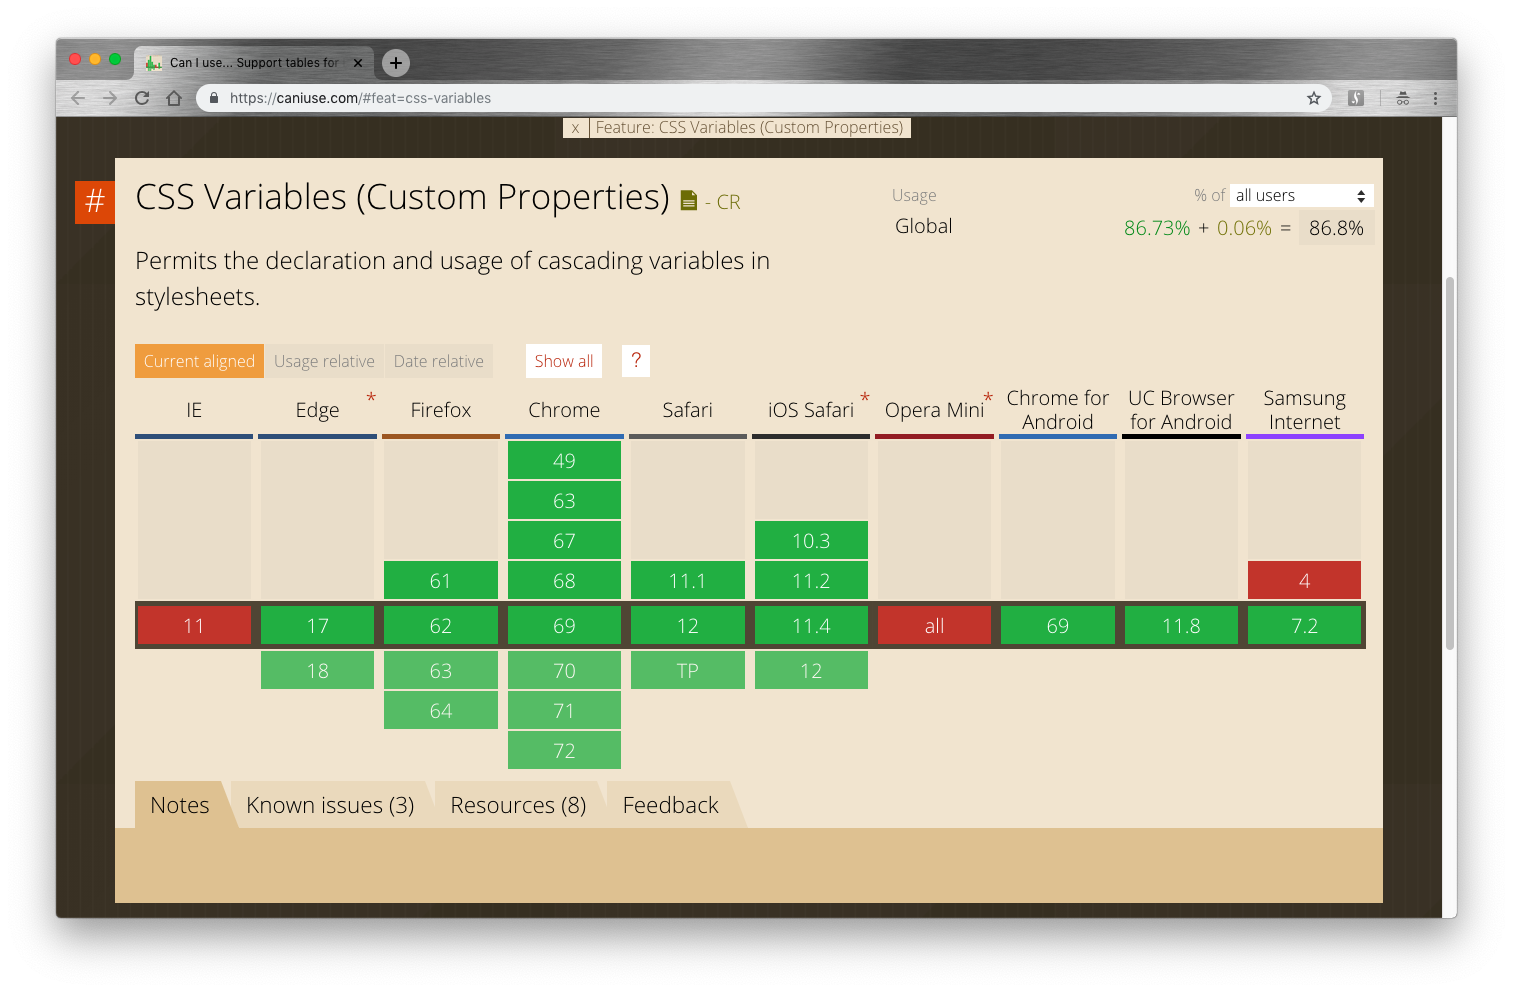 Can I use... Support tables for
https://caniuse.com/#feat=css-variables
x Feature: CSS Variables (Custom Properties)
# CSS Variables (Custom Properties) - CR
Usage % of all users
Global 86.73% + 0.06% = 86.8%
Permits the declaration and usage of cascading variables in
stylesheets.
Current aligned Usage relative Date relative Show all ?
IE Edge * Firefox Chrome Safari iOS Safari * Opera Mini * Chrome for Android UC Browser for Android Samsung Internet
49
63
67 10.3
61 68 11.1 11.2 4
11 17 62 69 12 11.4 all 69 11.8 7.2
18 63 70 TP 12
64 71
72
Notes Known issues (3) Resources (8) Feedback